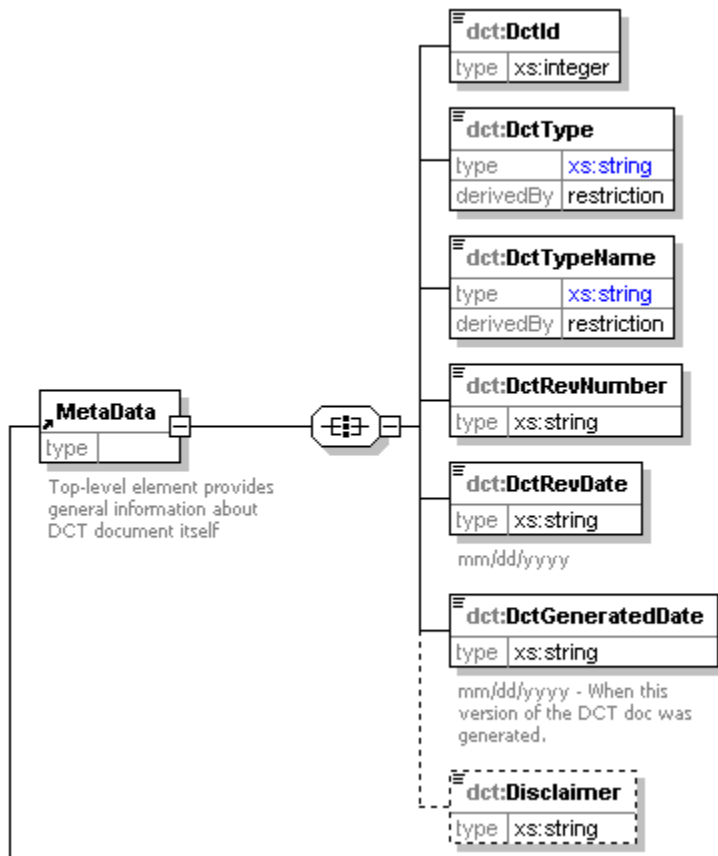 dct:DctId
type xs:integer
dct:DctType
type xs:string
derivedBy restriction
dct:DctTypeName
type xs:string
derivedBy restriction
MetaData
type
Top-level element provides
general information about
DCT document itself
dct:DctRevNumber
type xs:string
dct:DctRevDate
type xs:string
mm/dd/yyyy
dct:DctGeneratedDate
type xs:string
mm/dd/yyyy - When this
version of the DCT doc was
generated.
dct:Disclaimer
type xs:string